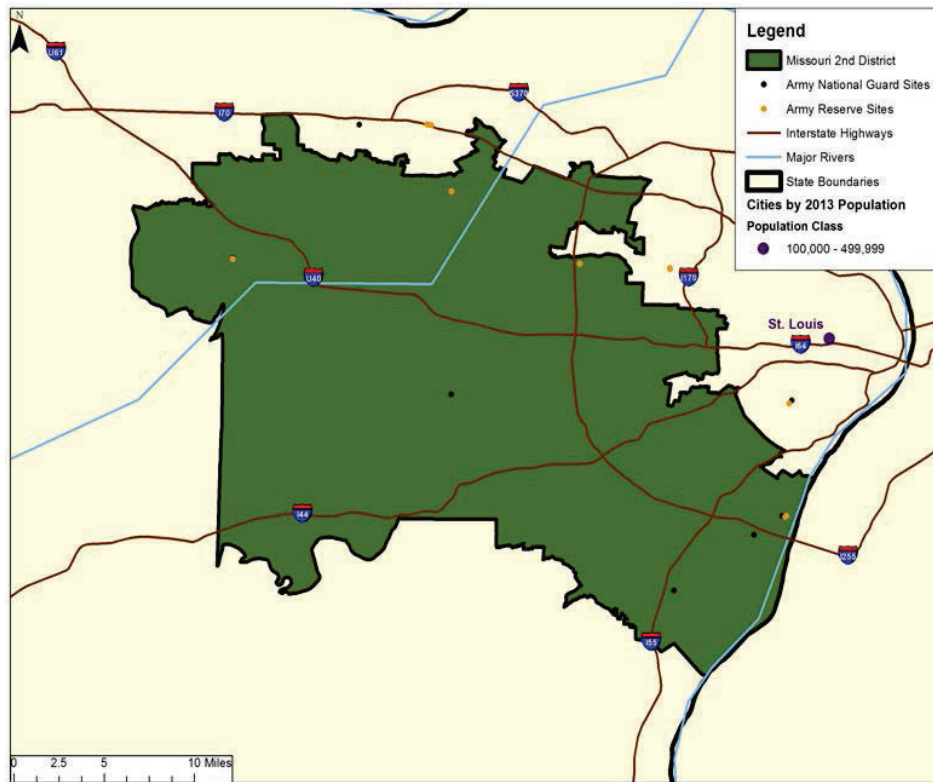 N
U61
I70
S370
Legend
Missouri 2nd District
Army National Guard Sites
Army Reserve Sites
Interstate Highways
Major Rivers
State Boundaries
Cities by 2013 Population
Population Class
100,000 - 499,999
U40
U170
St. Louis
I64
I44
I255
I55
0 2.5 5 10 Miles